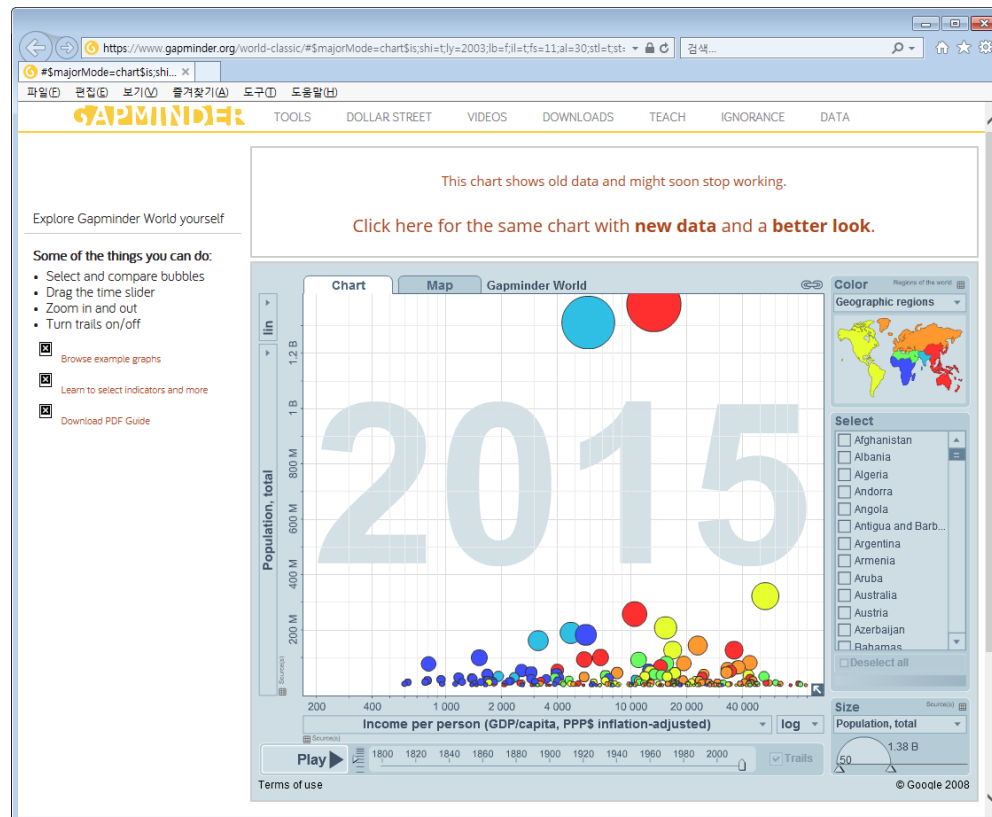 https://www.gapminder.org/world-classic/#$majorMode=chart$is;shi=t;ly=2003;lb=f;il=t;fs=11;al=30;stl=t;st=
검색...
#$majorMode=chart$is;shi...
파일(F) 편집(E) 보기(V) 즐겨찾기(A) 도구(T) 도움말(H)
GAPMINDER TOOLS DOLLAR STREET VIDEOS DOWNLOADS TEACH IGNORANCE DATA
This chart shows old data and might soon stop working.
Click here for the same chart with new data and a better look.
Explore Gapminder World yourself
Some of the things you can do:
• Select and compare bubbles
• Drag the time slider
• Zoom in and out
• Turn trails on/off
Browse example graphs
Learn to select indicators and more
Download PDF Guide
Chart Map Gapminder World
lin
Population, total
Source(s)
1.2 B
1 B
800 M
600 M
400 M
200 M
2015
200 400 1 000 2 000 4 000 10 000 20 000 40 000
Income per person (GDP/capita, PPP$ inflation-adjusted) log
Source(s)
Play 1800 1820 1840 1860 1880 1900 1920 1940 1960 1980 2000 Trails
Terms of use
Color Regions of the world
Geographic regions
Select
Afghanistan
Albania
Algeria
Andorra
Angola
Antigua and Barb...
Argentina
Armenia
Aruba
Australia
Austria
Azerbaijan
Bahamas
Deselect all
Size Source(s)
Population, total
1.38 B
50
© Google 2008